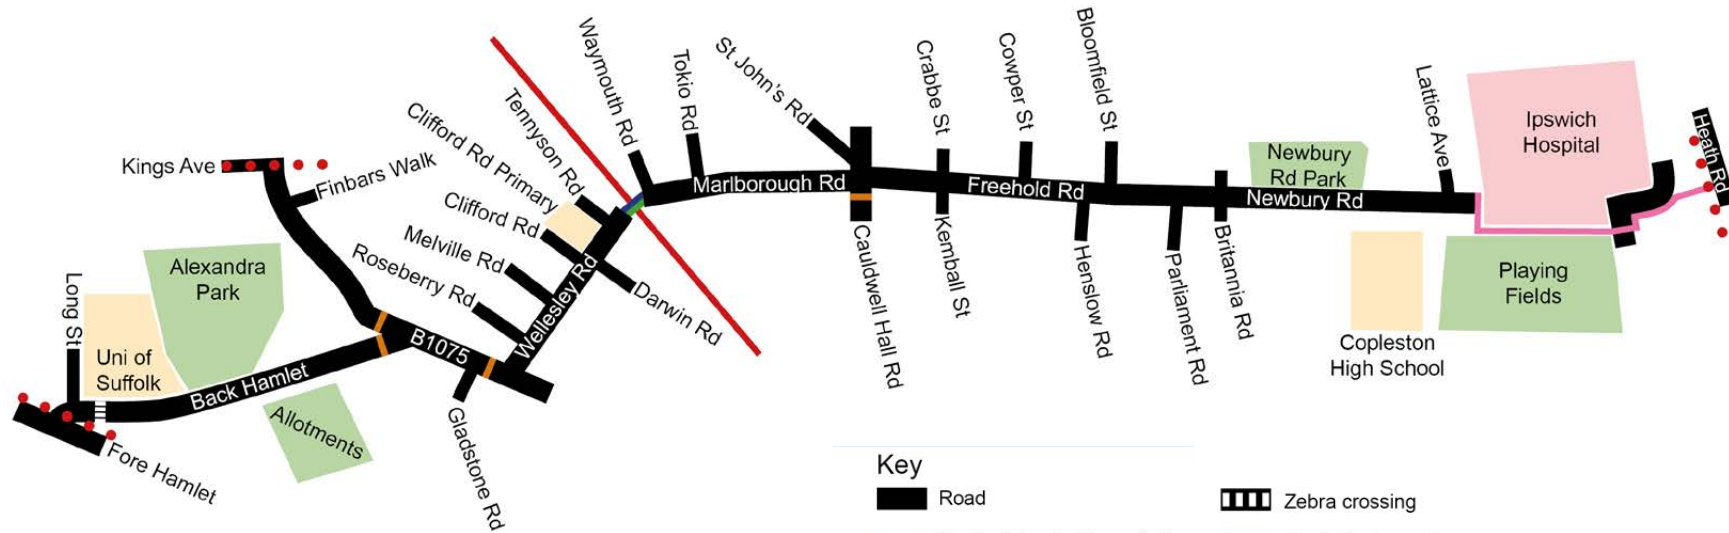 Kings Ave
Finbars Walk
Long St
Uni of
Suffolk
Alexandra
Park
Back Hamlet
Allotments
Fore Hamlet
B1075
Gladstone Rd
Wellesley Rd
Roseberry Rd
Melville Rd
Clifford Rd
Clifford Rd Primary
Tennyson Rd
Darwin Rd
Waymouth Rd
Tokio Rd
Marlborough Rd
St John's Rd
Cauldwell Hall Rd
Crabbe St
Kemball St
Freehold Rd
Cowper St
Bloomfield St
Henslow Rd
Parliament Rd
Britannia Rd
Newbury
Rd Park
Newbury Rd
Lattice Ave
Ipswich
Hospital
Heath Rd
Copleston
High School
Playing
Fields
Key
Road
Zebra crossing